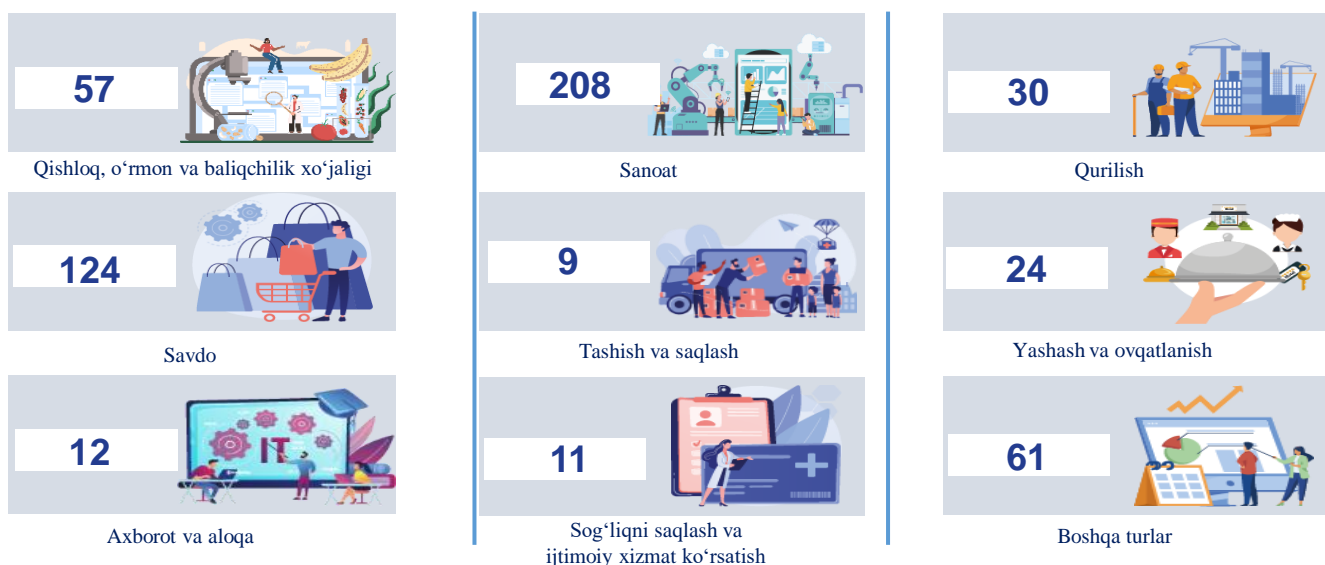 57
208
30
Qishloq, o‘rmon va baliqchilik xo‘jaligi
Sanoat
Qurilish
124
9
24
Savdo
Tashish va saqlash
Yashash va ovqatlanish
12
IT
11
61
Axborot va aloqa
Sog‘liqni saqlash va
ijtimoiy xizmat ko‘rsatish
Boshqa turlar